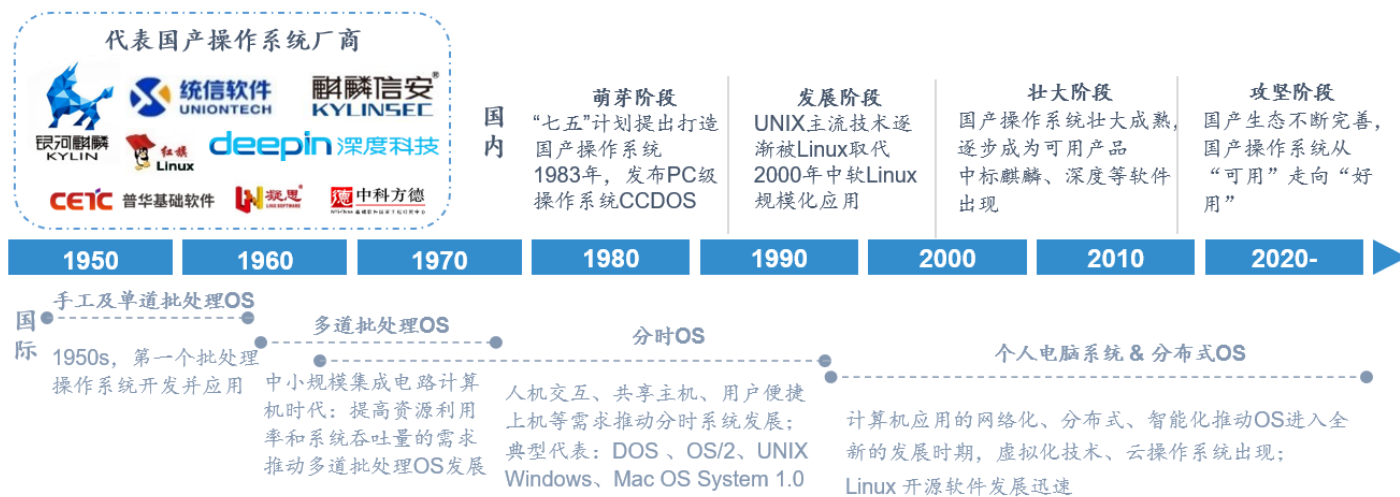 代表国产操作系统厂商
银河麒麟
KYLIN
统信软件
UNIONTECH
麒麟信安®
KYLINSEC
红旗
Linux
deepin 深度科技
CETC 普华基础软件
凝思
LINX SOFTWARE
中科方德
国内
萌芽阶段
“七五”计划提出打造
国产操作系统
1983年，发布PC级
操作系统CCDOS
发展阶段
UNIX主流技术逐
渐被Linux取代
2000年中软Linux
规模化应用
壮大阶段
国产操作系统壮大成熟，
逐步成为可用产品
中标麒麟、深度等软件
出现
攻坚阶段
国产生态不断完善，
国产操作系统从
“可用”走向“好
用”
1950 1960 1970 1980 1990 2000 2010 2020-
国际
手工及单道批处理OS
1950s，第一个批处理
操作系统开发并应用
多道批处理OS
中小规模集成电路计算
机时代：提高资源利用
率和系统吞吐量的需求
推动多道批处理OS发展
分时OS
人机交互、共享主机、用户便捷
上机等需求推动分时系统发展；
典型代表：DOS 、OS/2、UNIX
Windows、Mac OS System 1.0
个人电脑系统 & 分布式OS
计算机应用的网络化、分布式、智能化推动OS进入全
新的发展时期，虚拟化技术、云操作系统出现；
Linux 开源软件发展迅速